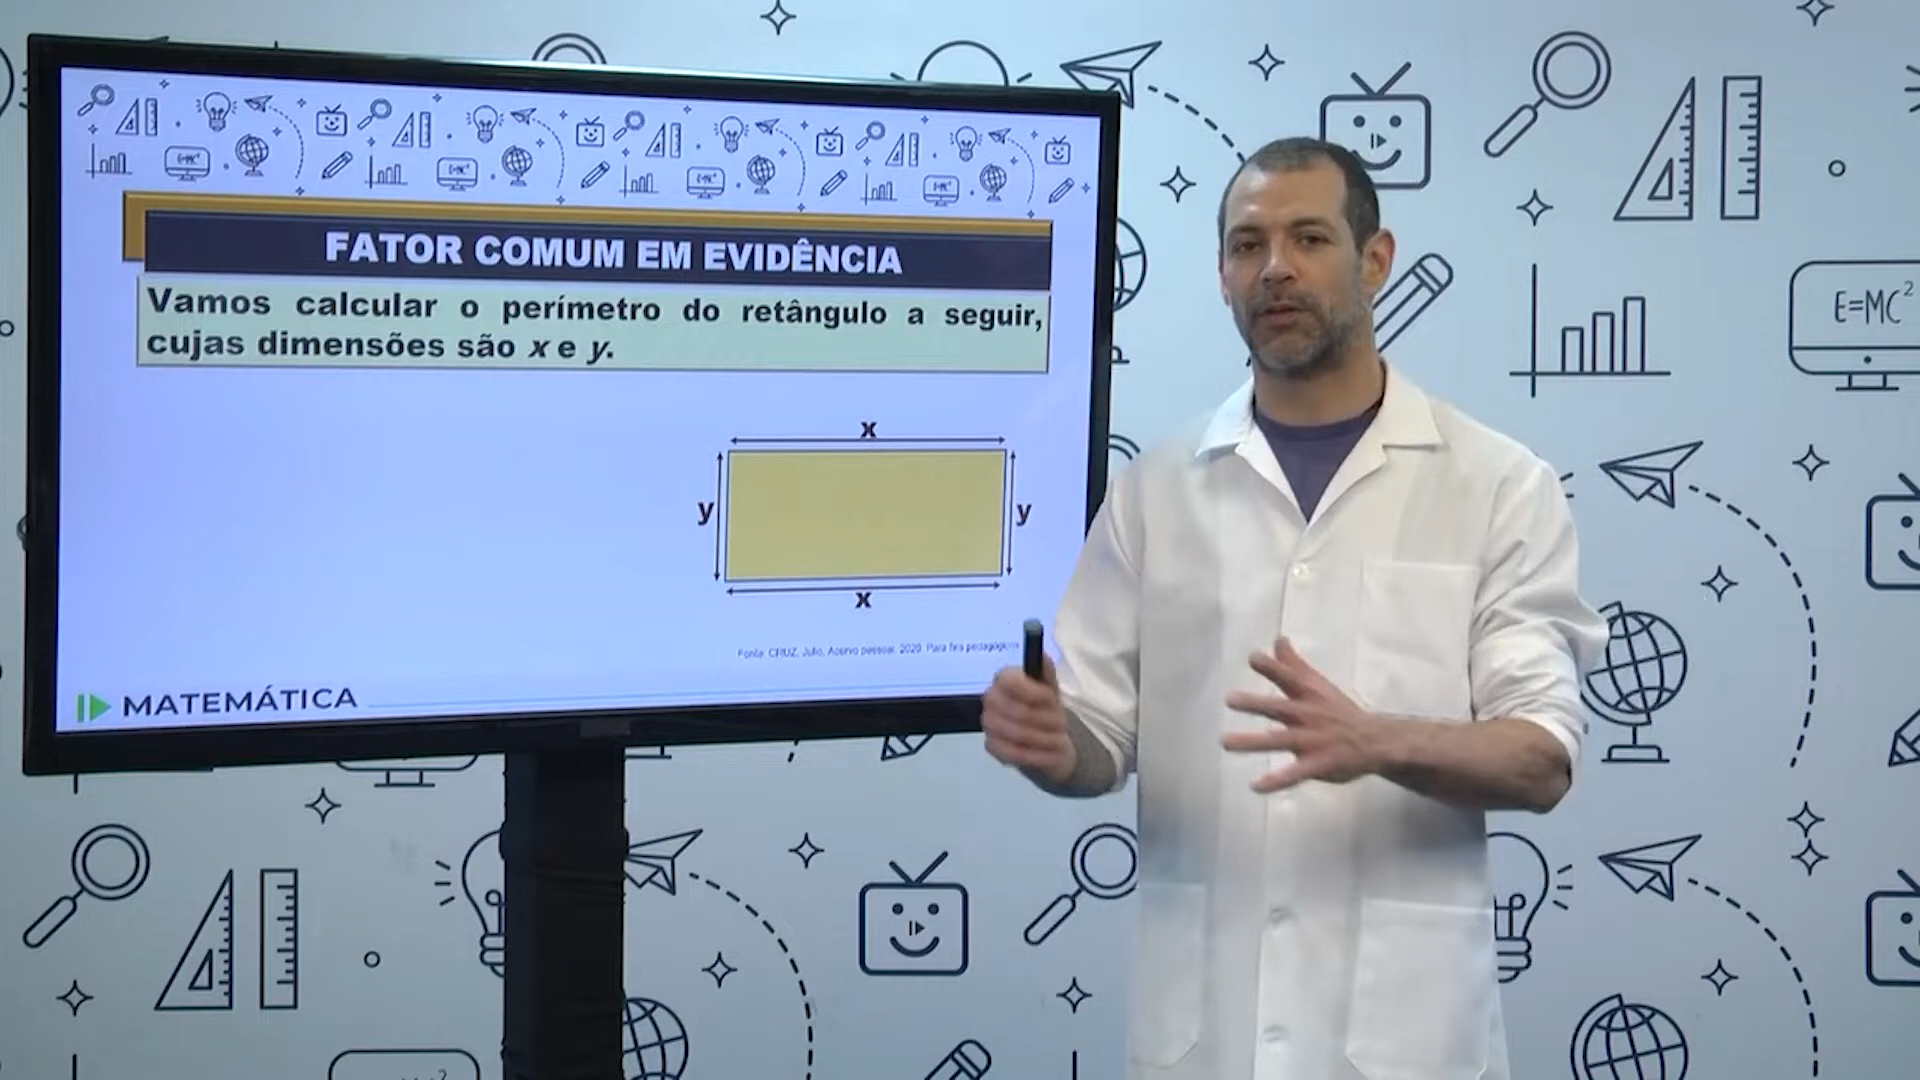 FATOR COMUM EM EVIDÊNCIA
Vamos calcular o perímetro do retângulo a seguir,
cujas dimensões são x e y.
x
y
y
x
Fonte: CRUZ, Julio, Acervo pessoal. 2020. Para fins pedagógicos
MATEMÁTICA
E=MC²